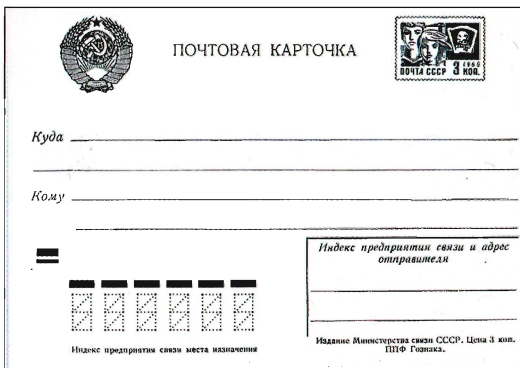 ПОЧТОВАЯ КАРТОЧКА
ПОЧТА СССР 3 коп.
1966
Куда
Кому
Индекс предприятия связи и адрес
отправителя
Индекс предприятия связи места назначения
Издание Министерства связи СССР. Цена 3 коп.
ППФ Гознака.